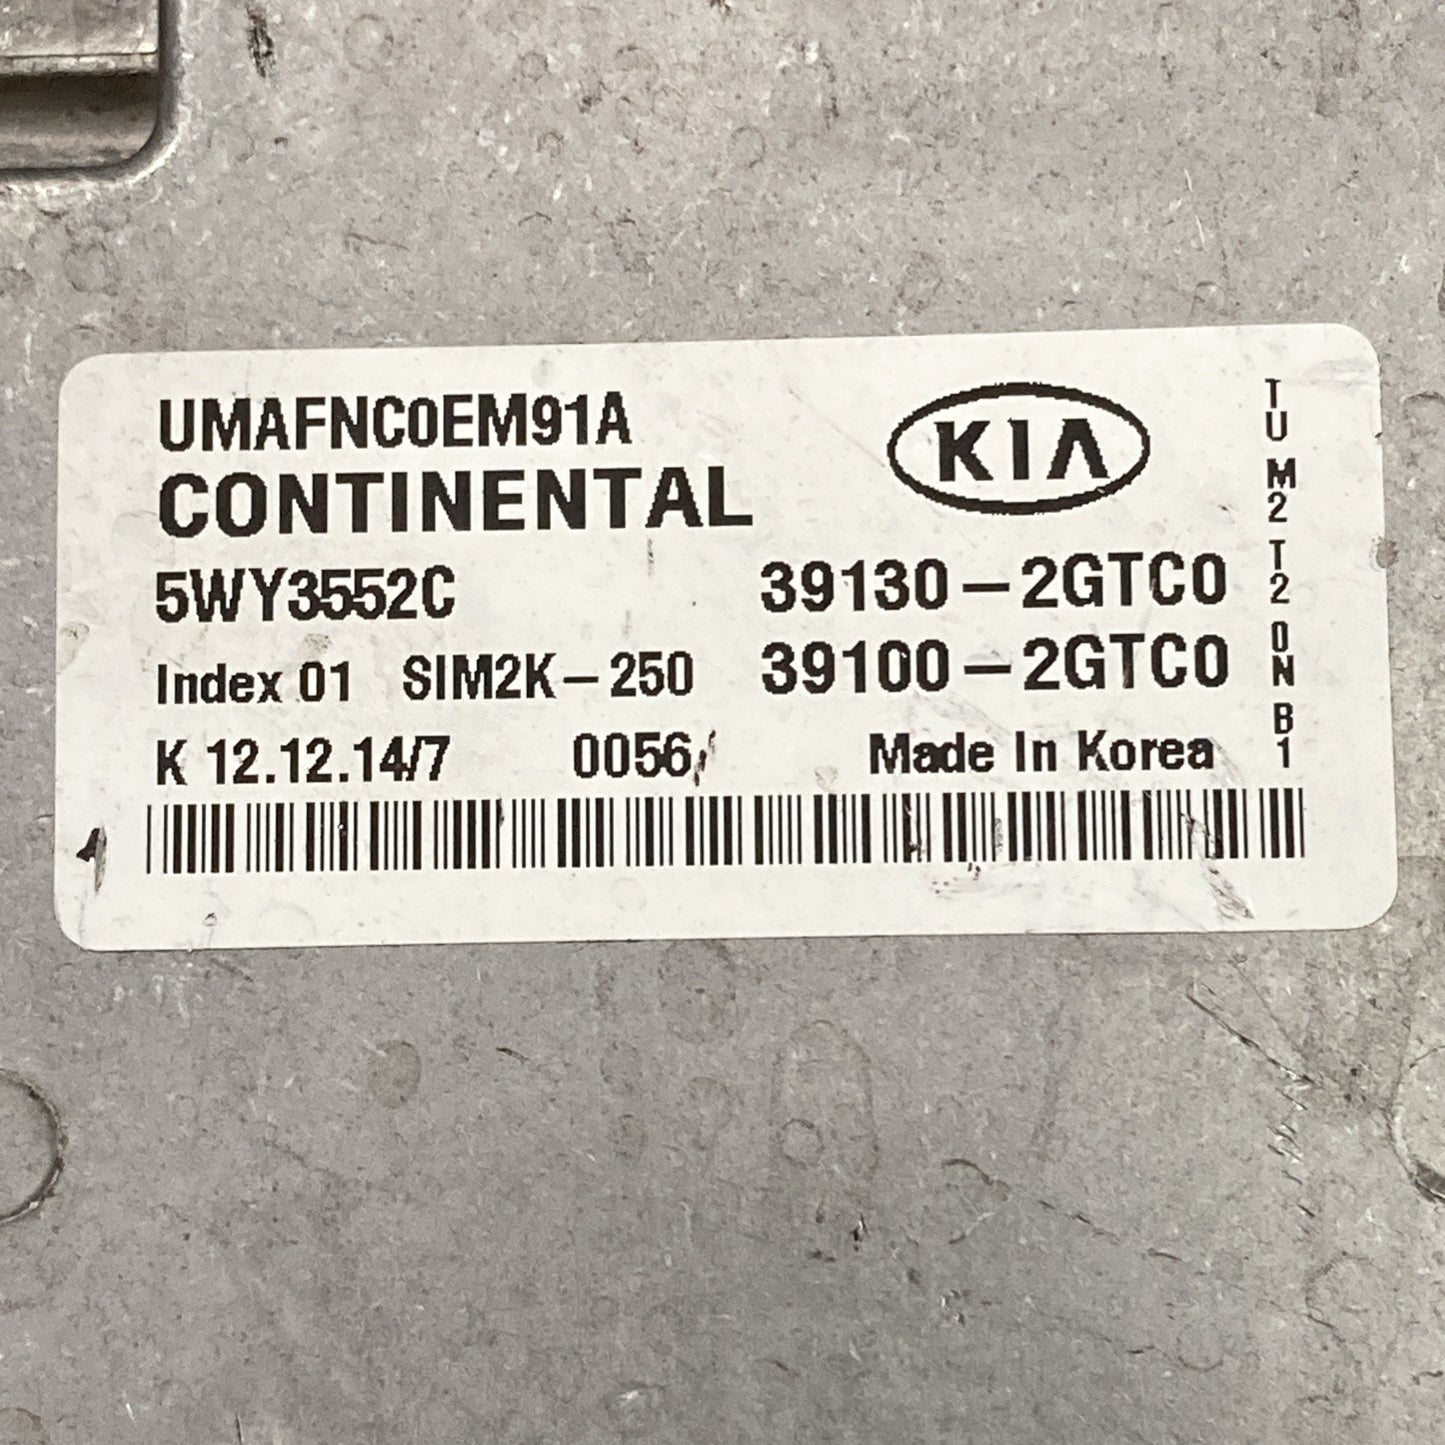 UMAFNC0EM91A
CONTINENTAL
KIA
5WY3552C 39130-2GTC0
Index 01 SIM2K-250 39100-2GTC0
K 12.12.14/7 0056 Made In Korea
TU M2 T2 0N B1